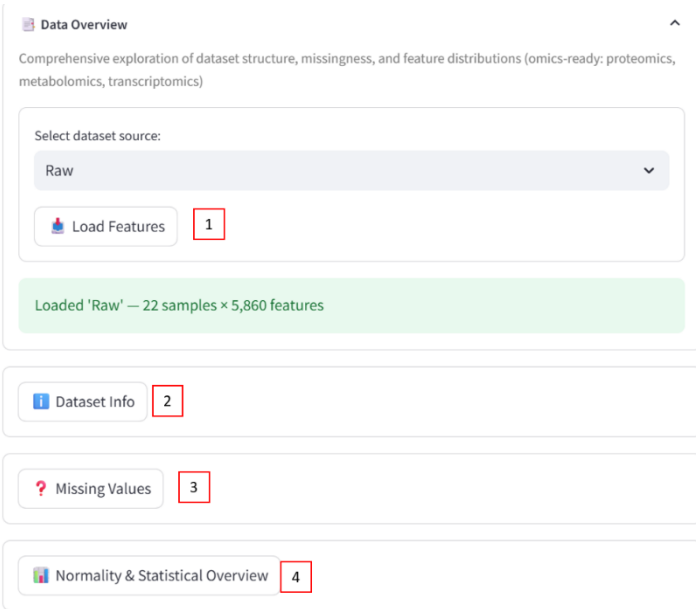 Data Overview
Comprehensive exploration of dataset structure, missingness, and feature distributions (omics-ready: proteomics,
metabolomics, transcriptomics)
Select dataset source:
Raw
Load Features
1
Loaded 'Raw' — 22 samples × 5,860 features
Dataset Info
2
Missing Values
3
Normality & Statistical Overview
4